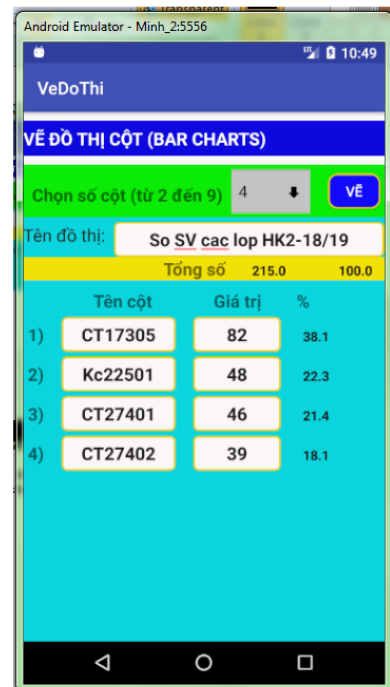 Android Emulator - Minh_2:5556
10:49
VeDoThi
VẼ ĐỒ THỊ CỘT (BAR CHARTS)
Chọn số cột (từ 2 đến 9) 4 VẼ
Tên đồ thị: So SV cac lop HK2-18/19
Tổng số 215.0 100.0
Tên cột Giá trị %
1) CT17305 82 38.1
2) Kc22501 48 22.3
3) CT27401 46 21.4
4) CT27402 39 18.1